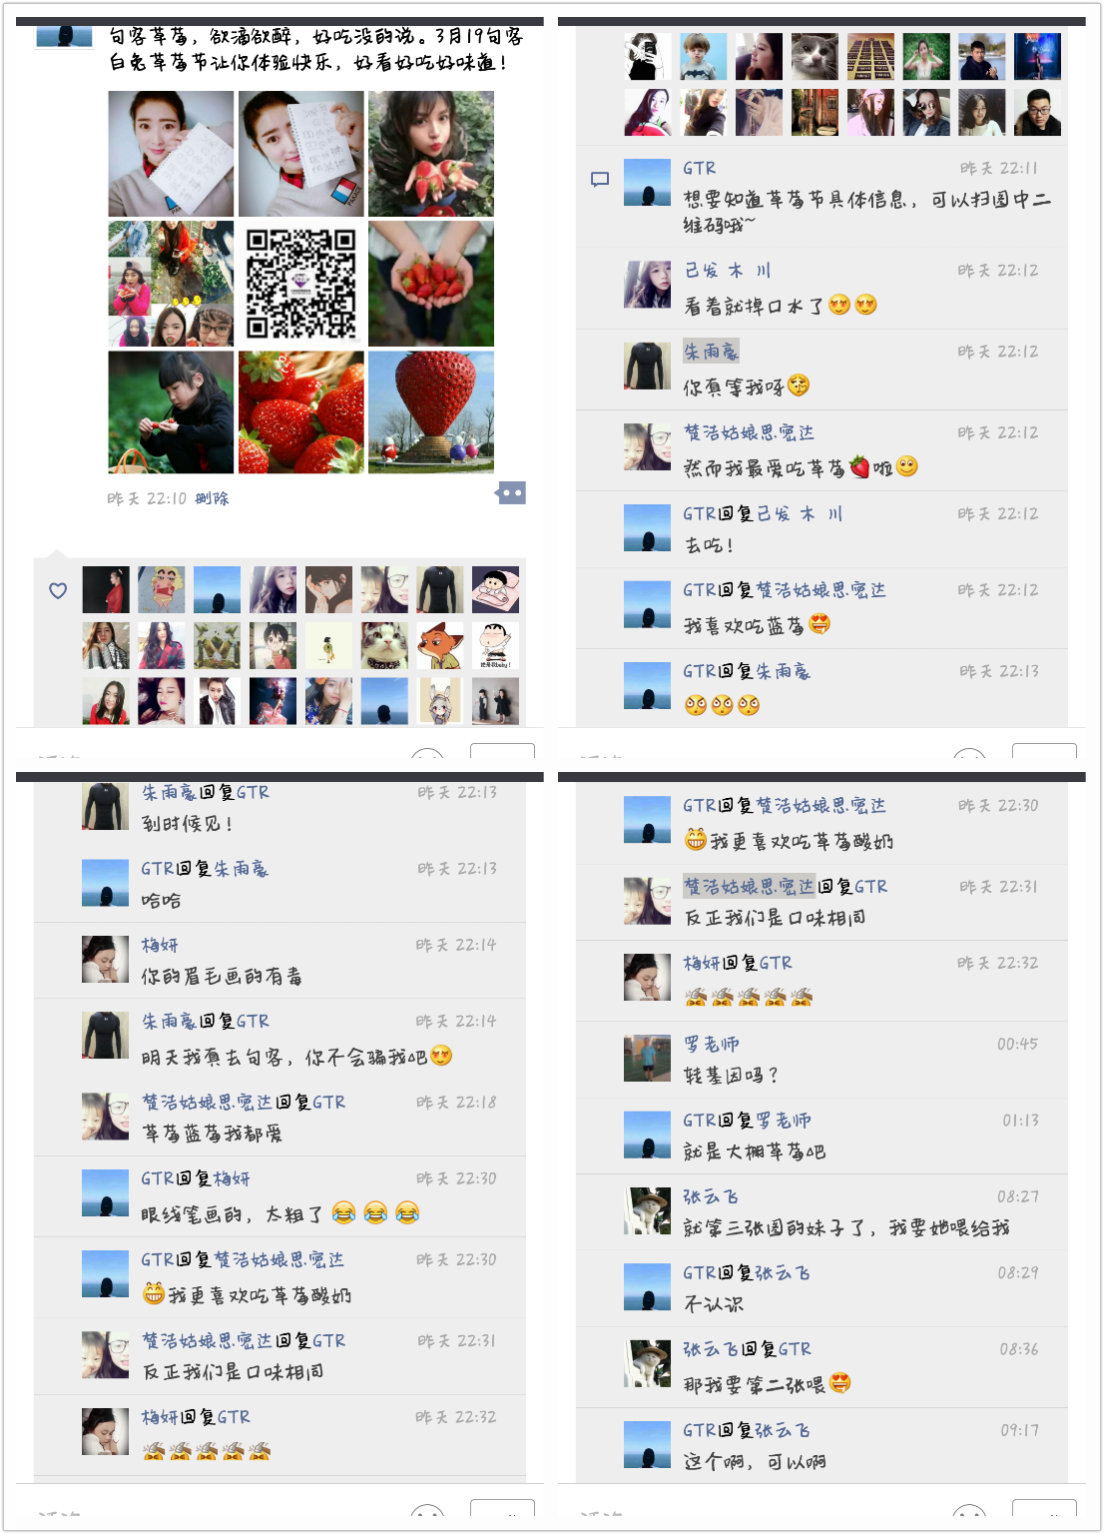 句容草莓，欲滴欲醉，好吃没的说。3月19句容
白兔草莓节让你体验快乐，好看好吃好味道！
昨天 22:10 删除
GTR 昨天 22:11
想要知道草莓节具体信息，可以扫图中二
维码哦~
己发 木 川 昨天 22:12
看着就掉口水了😍😍
朱雨豪 昨天 22:12
你真等我呀
楚洁姑娘思密达 昨天 22:12
然而我最爱吃草莓🍓啦😊
GTR回复己发 木 川 昨天 22:12
去吃！
GTR回复楚洁姑娘思密达 昨天 22:12
我喜欢吃蓝莓😍
GTR回复朱雨豪 昨天 22:13
朱雨豪回复GTR 昨天 22:13
到时候见！
GTR回复朱雨豪 昨天 22:13
哈哈
梅妍 昨天 22:14
你的眉毛画的有毒
朱雨豪回复GTR 昨天 22:14
明天我真去句容，你不会骗我吧😍
楚洁姑娘思密达回复GTR 昨天 22:18
草莓蓝莓我都爱
GTR回复梅妍 昨天 22:30
眼线笔画的，太粗了😂😂😂
GTR回复楚洁姑娘思密达 昨天 22:30
😁我更喜欢吃草莓酸奶
楚洁姑娘思密达回复GTR 昨天 22:31
反正我们是口味相同
梅妍回复GTR 昨天 22:32
GTR回复楚洁姑娘思密达 昨天 22:30
😁我更喜欢吃草莓酸奶
楚洁姑娘思密达回复GTR 昨天 22:31
反正我们是口味相同
梅妍回复GTR 昨天 22:32
罗老师 00:45
转基因吗？
GTR回复罗老师 01:13
就是大棚草莓吧
张云飞 08:27
就第三张图的妹子了，我要她喂给我
GTR回复张云飞 08:29
不认识
张云飞回复GTR 08:36
那我要第二张喂😍
GTR回复张云飞 09:17
这个啊，可以啊